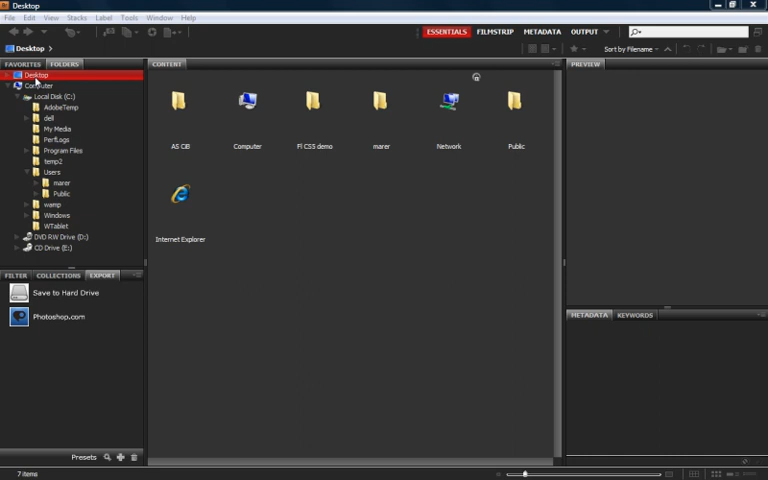 Desktop
File Edit View Stacks Label Tools Window Help
ESSENTIALS FILMSTRIP METADATA OUTPUT
Desktop
Sort by Filename
FAVORITES FOLDERS
CONTENT
PREVIEW
Desktop
Computer
Local Disk (C:)
AdobeTemp
dell
My Media
PerfLogs
Program Files
temp2
Users
marer
Public
wamp
Windows
WTablet
DVD RW Drive (D:)
CD Drive (E:)
AS CIB
Computer
Fl CS5 demo
marer
Network
Public
Internet Explorer
FILTER COLLECTIONS EXPORT
Save to Hard Drive
Photoshop.com
METADATA KEYWORDS
Presets
7 items